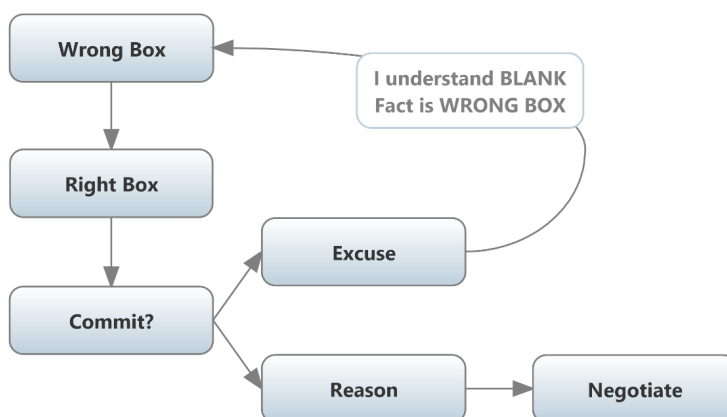 Wrong Box
I understand BLANK
Fact is WRONG BOX
Right Box
Excuse
Commit?
Reason
Negotiate